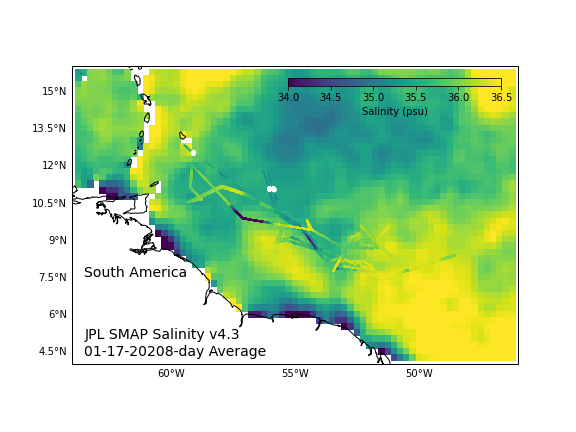 15°N
34.0 34.5 35.0 35.5 36.0 36.5
Salinity (psu)
13.5°N
12°N
10.5°N
9°N
South America
7.5°N
6°N
JPL SMAP Salinity v4.3
01-17-20208-day Average
4.5°N
60°W 55°W 50°W